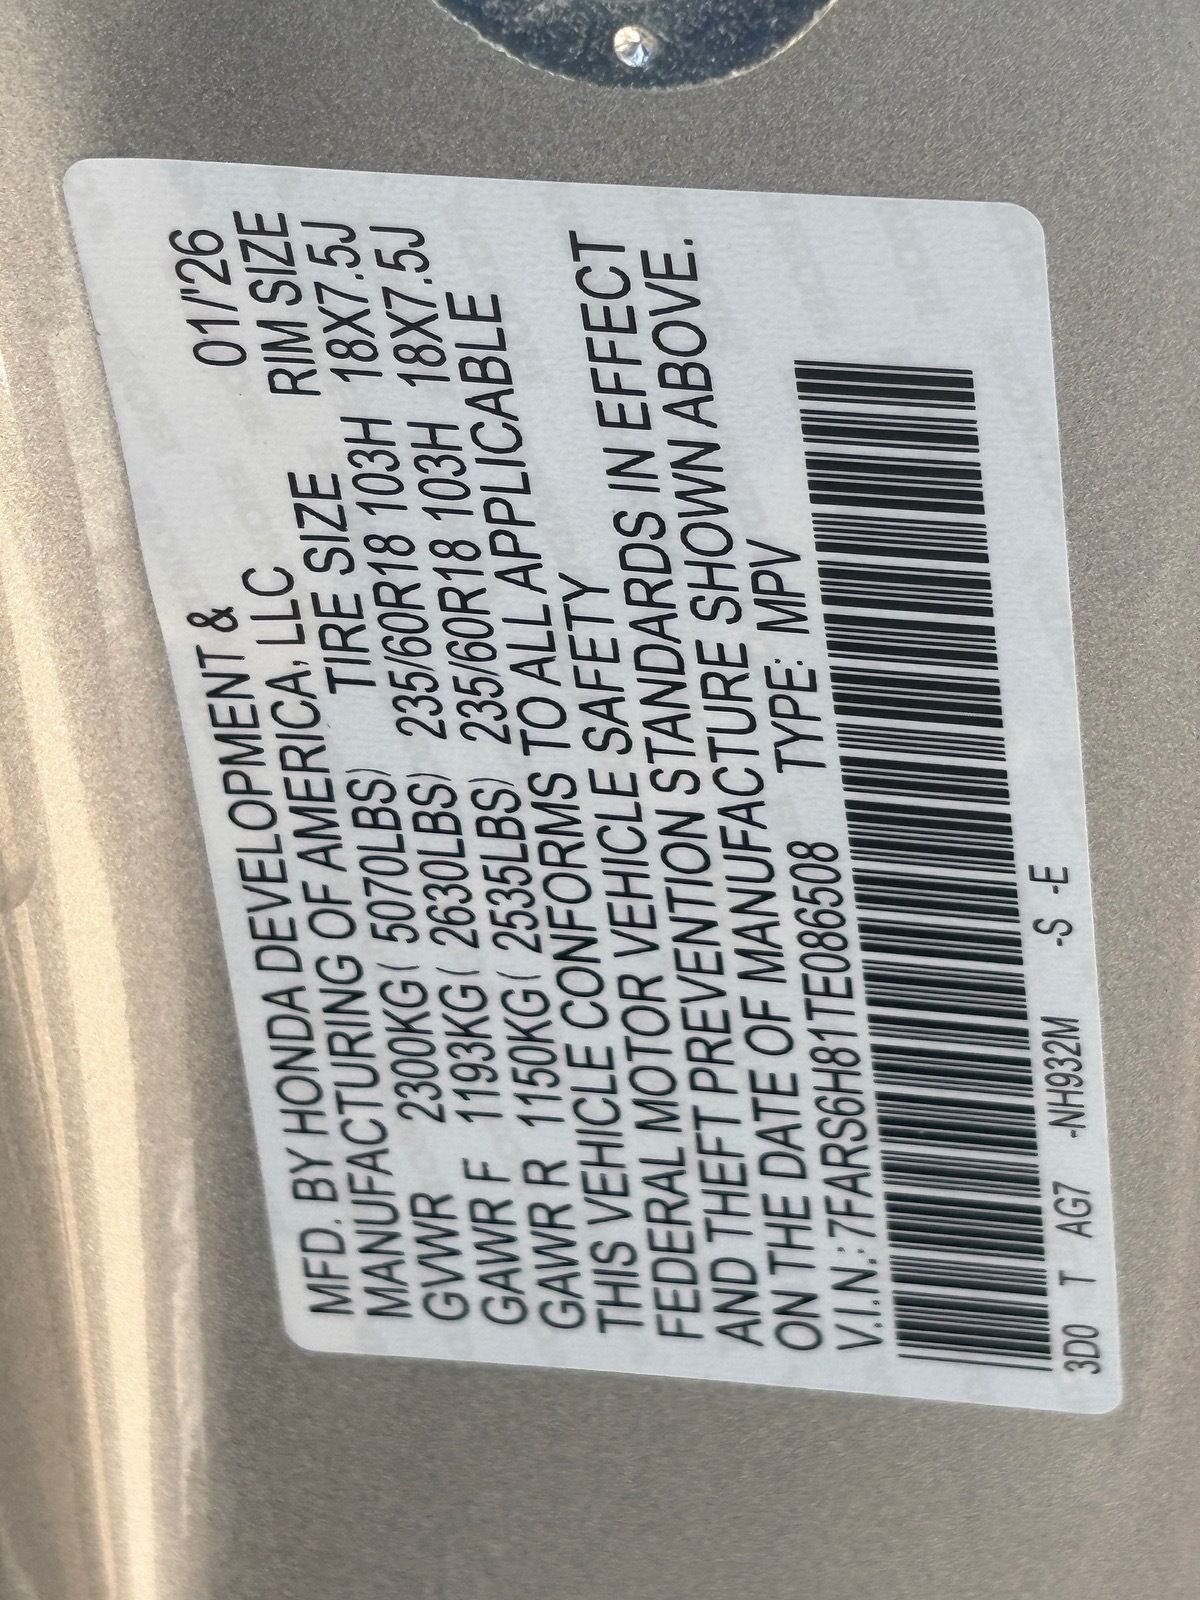 MFD. BY HONDA DEVELOPMENT & 01/'26
MANUFACTURING OF AMERICA, LLC RIM SIZE
GVWR 2300KG( 5070LBS) TIRE SIZE 18X7.5J
GAWR F 1193KG( 2630LBS) 235/60R18 103H 18X7.5J
GAWR R 1150KG( 2535LBS) 235/60R18 103H
THIS VEHICLE CONFORMS TO ALL APPLICABLE
FEDERAL MOTOR VEHICLE SAFETY
AND THEFT PREVENTION STANDARDS IN EFFECT
ON THE DATE OF MANUFACTURE SHOWN ABOVE.
V.I.N.: 7FARS6H81TE086508 TYPE: MPV
3D0 T AG7 -NH932M -S -E